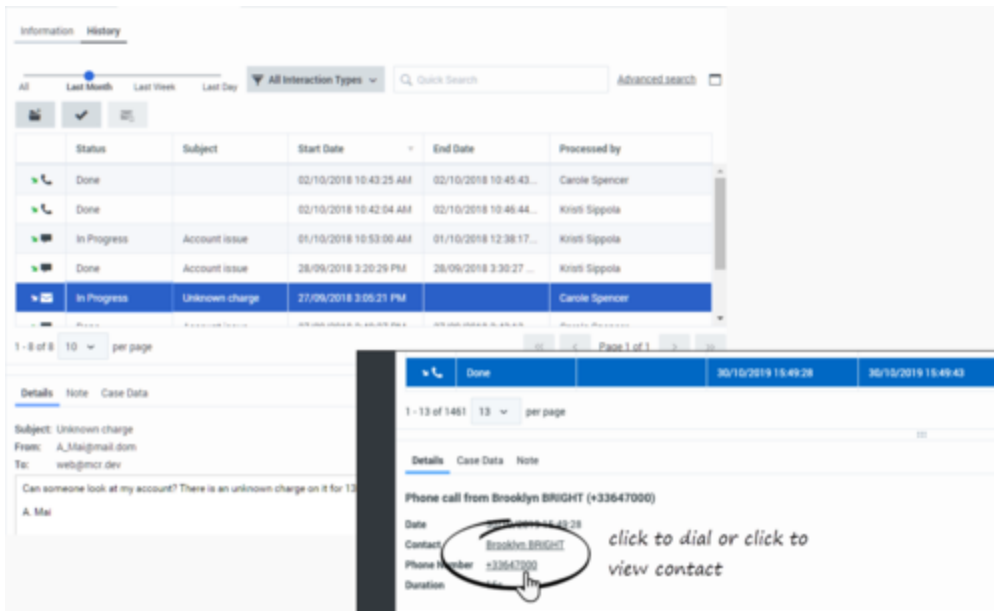 Information History
All Last Month Last Week Last Day All Interaction Types Quick Search Advanced search
Status Subject Start Date End Date Processed by
Done 02/10/2018 10:43:25 AM 02/10/2018 10:45:43... Carole Spencer
Done 02/10/2018 10:42:04 AM 02/10/2018 10:46:44... Kristi Sippola
In Progress Account issue 01/10/2018 10:53:00 AM 01/10/2018 12:38:17... Kristi Sippola
Done Account issue 28/09/2018 3:20:29 PM 28/09/2018 3:30:27 ... Kristi Sippola
In Progress Unknown charge 27/09/2018 3:05:21 PM Carole Spencer
1 - 8 of 8 10 per page Page 1 of 1
Details Note Case Data
Subject: Unknown charge
From: A_Mai@mail.dom
To: web@mcr.dev
Can someone look at my account? There is an unknown charge on it for 13
A. Mai
Done 30/10/2019 15:49:28 30/10/2019 15:49:43
1 - 13 of 1461 13 per page
Details Case Data Note
Phone call from Brooklyn BRIGHT (+33647000)
Date 15:49:28
Contact Brooklyn BRIGHT
Phone Number +33647000
Duration
click to dial or click to
view contact